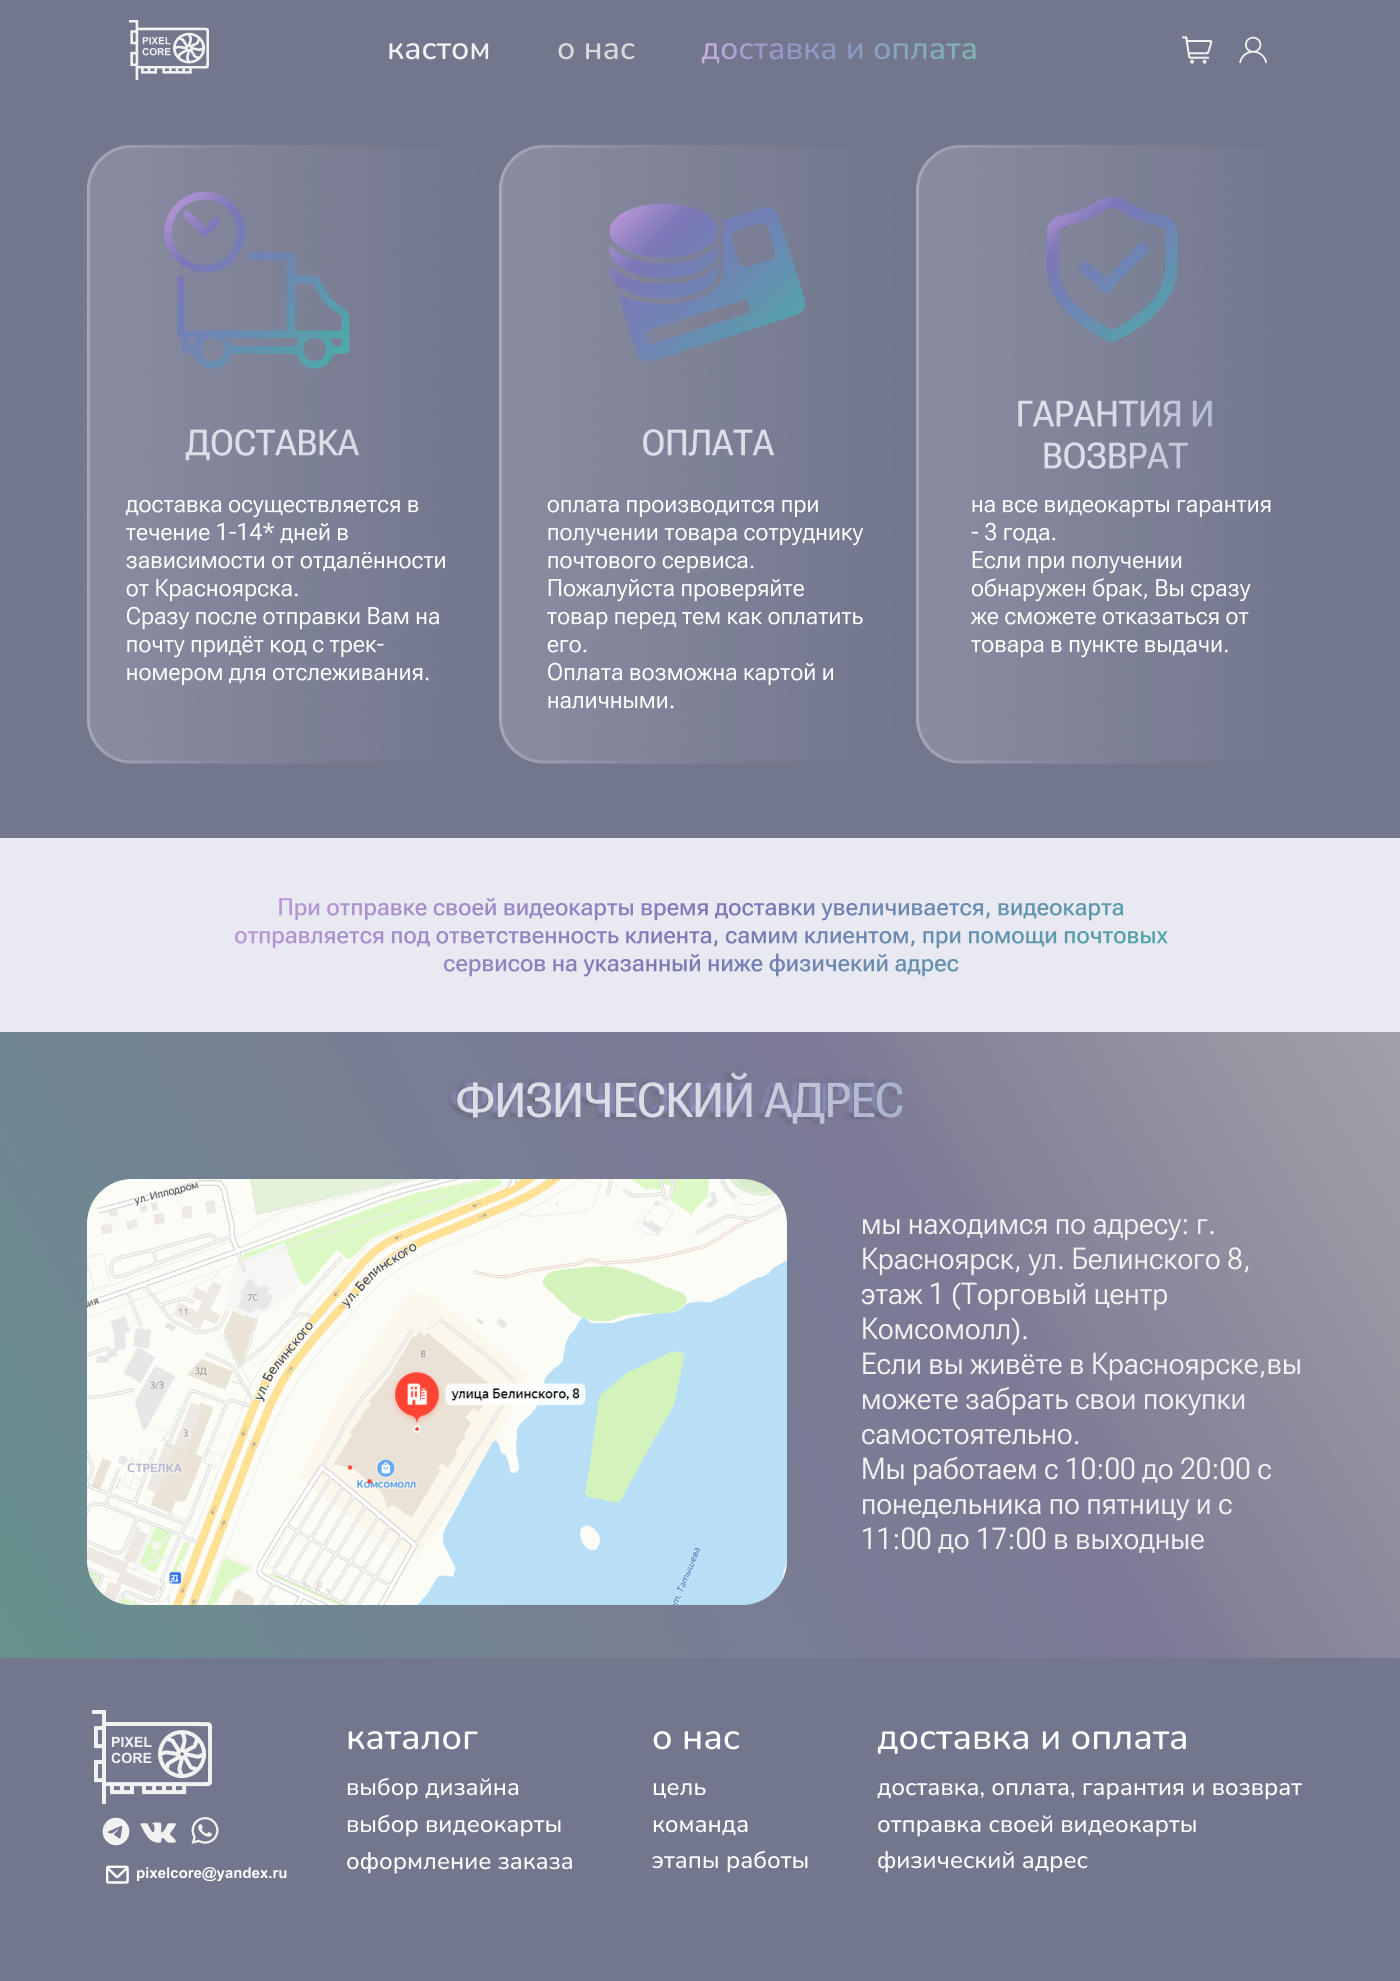 PIXEL
CORE
кастом
о нас
доставка и оплата
ДОСТАВКА
доставка осуществляется в
течение 1-14* дней в
зависимости от отдалённости
от Красноярска.
Сразу после отправки Вам на
почту придёт код с трек-
номером для отслеживания.
ОПЛАТА
оплата производится при
получении товара сотруднику
почтового сервиса.
Пожалуйста проверяйте
товар перед тем как оплатить
его.
Оплата возможна картой и
наличными.
ГАРАНТИЯ И
ВОЗВРАТ
на все видеокарты гарантия
- 3 года.
Если при получении
обнаружен брак, Вы сразу
же сможете отказаться от
товара в пункте выдачи.
При отправке своей видеокарты время доставки увеличивается, видеокарта
отправляется под ответственность клиента, самим клиентом, при помощи почтовых
сервисов на указанный ниже физичекий адрес
ФИЗИЧЕСКИЙ АДРЕС
ул. Ипподром
ул. Белинского
7С
11
ия
ул. Белинского
8
3Д
3/3
улица Белинского, 8
3
СТРЕЛКА
Комсомолл
от. Татышева
мы находимся по адресу: г.
Красноярск, ул. Белинского 8,
этаж 1 (Торговый центр
Комсомолл).
Если вы живёте в Красноярске,вы
можете забрать свои покупки
самостоятельно.
Мы работаем с 10:00 до 20:00 с
понедельника по пятницу и с
11:00 до 17:00 в выходные
PIXEL
CORE
pixelcore@yandex.ru
каталог
выбор дизайна
выбор видеокарты
оформление заказа
о нас
цель
команда
этапы работы
доставка и оплата
доставка, оплата, гарантия и возврат
отправка своей видеокарты
физический адрес